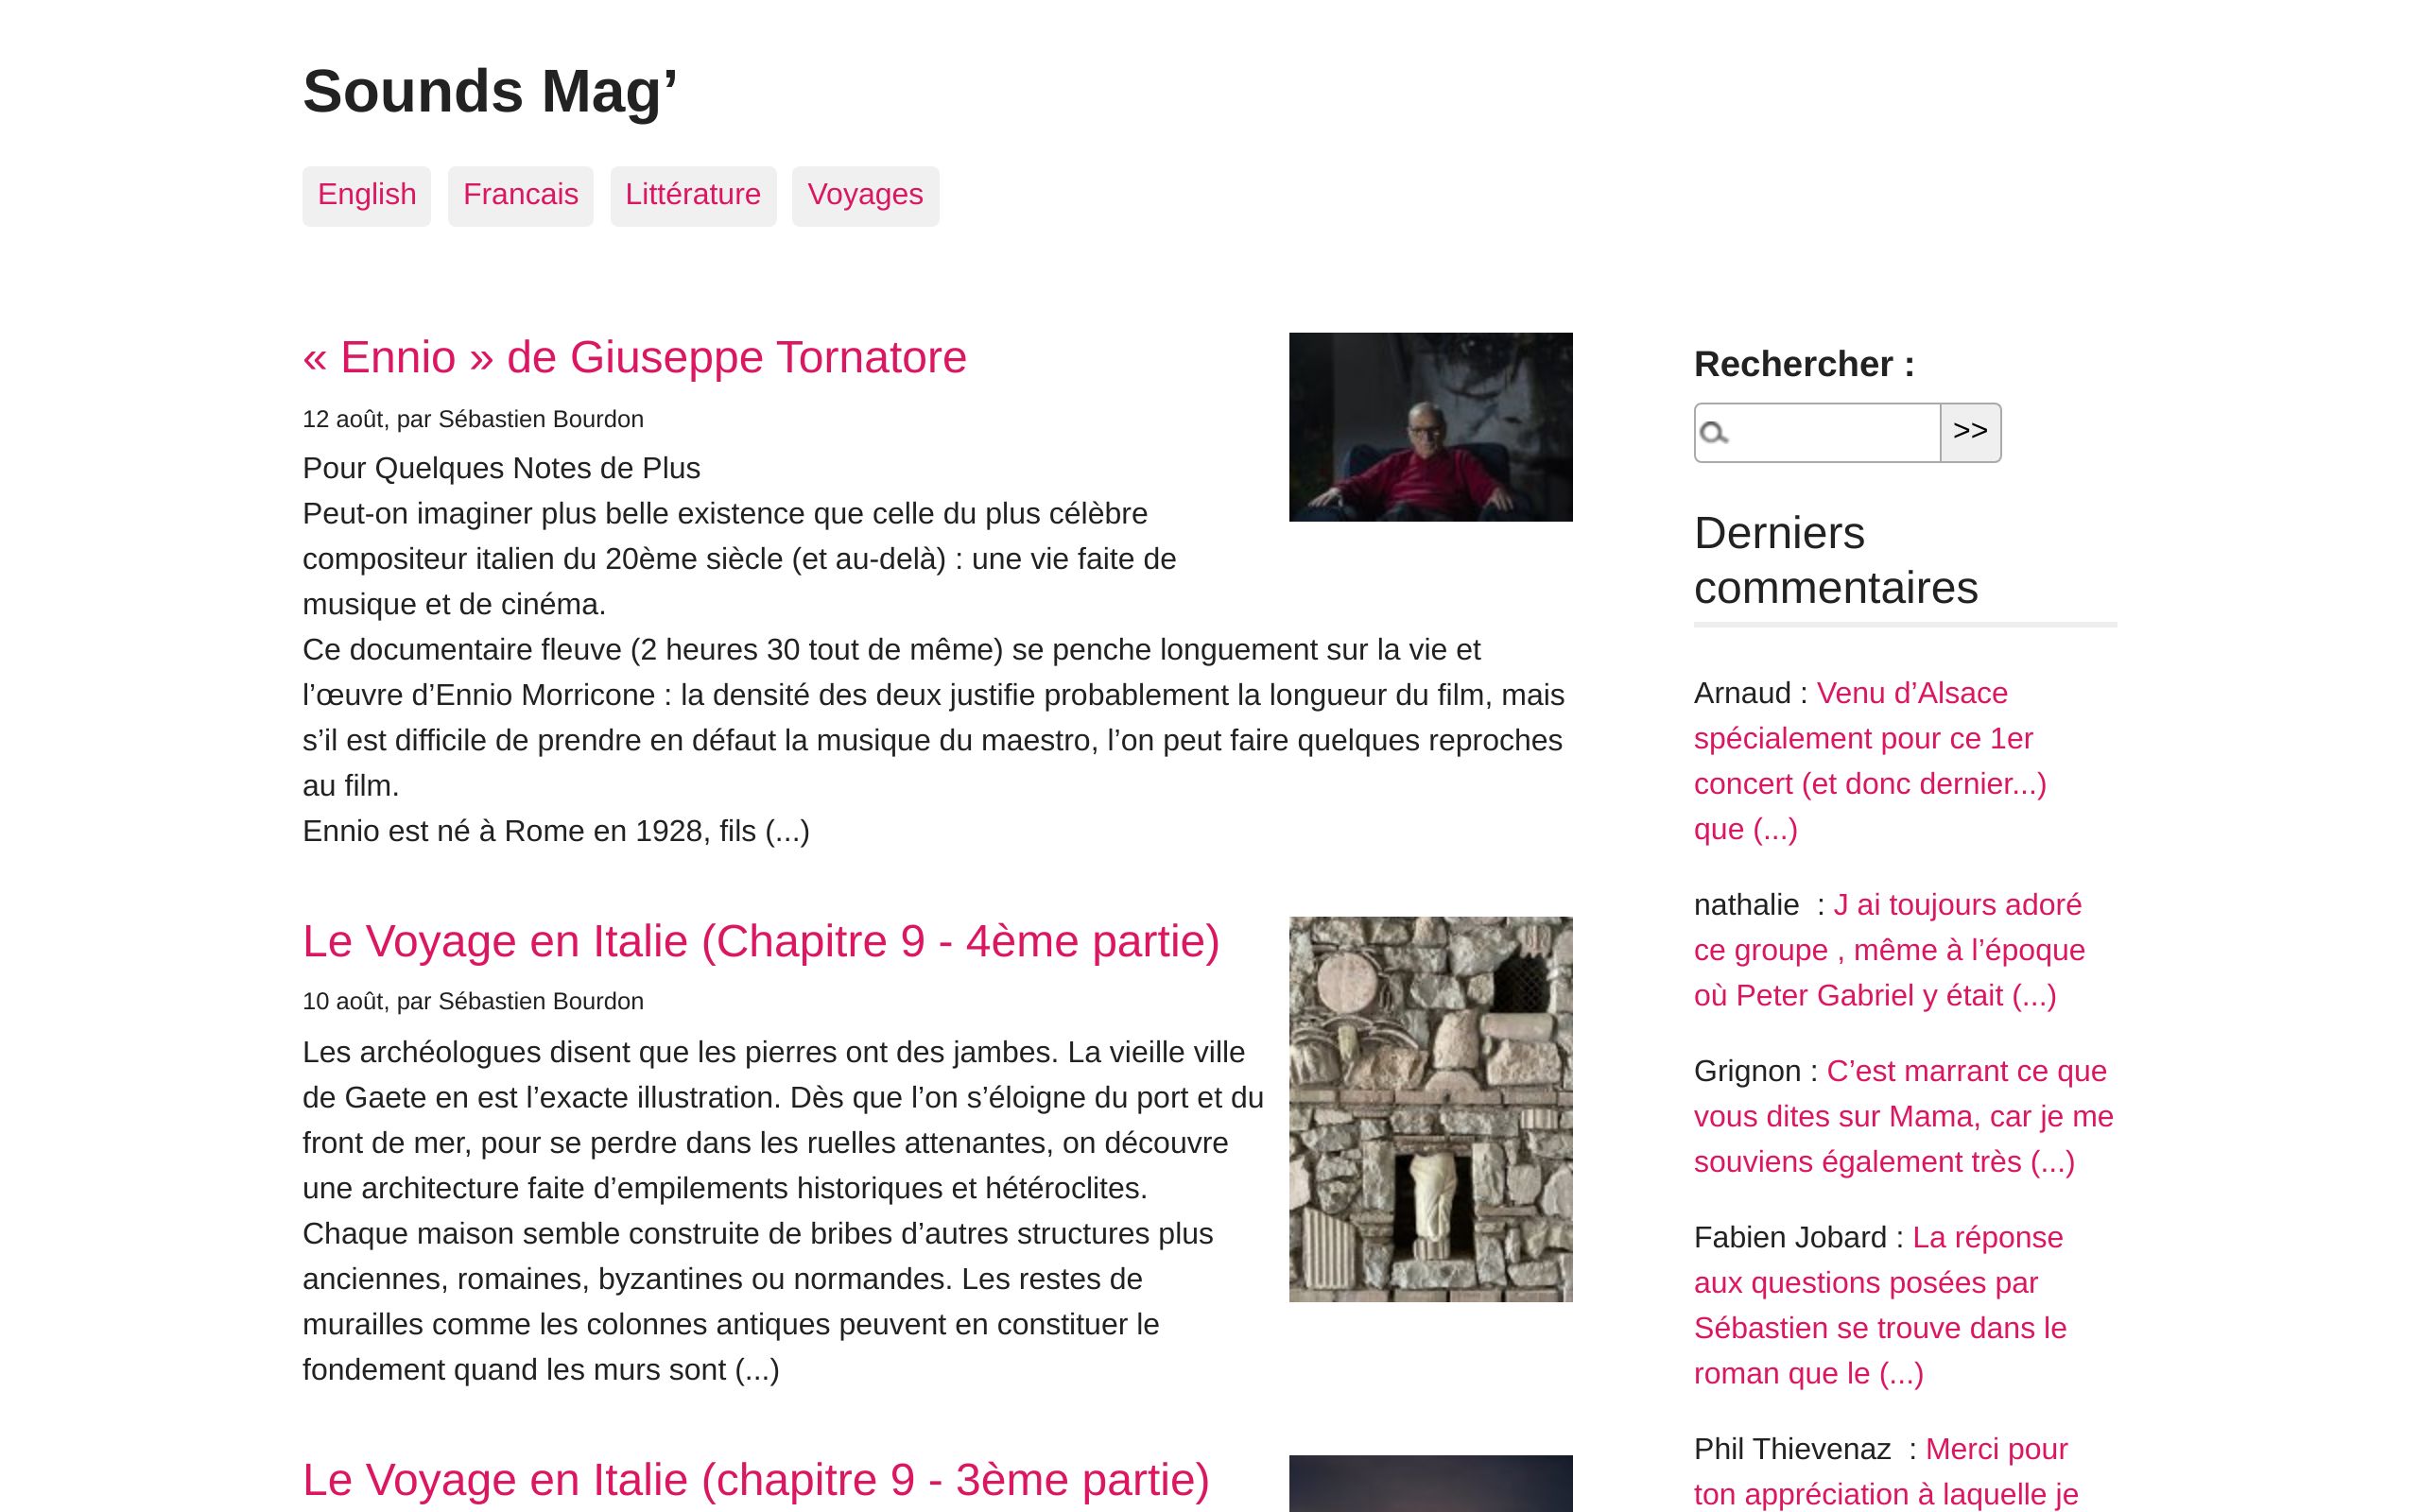 Sounds Mag’
English
Francais
Littérature
Voyages
« Ennio » de Giuseppe Tornatore
12 août, par Sébastien Bourdon
Pour Quelques Notes de Plus
Peut-on imaginer plus belle existence que celle du plus célèbre
compositeur italien du 20ème siècle (et au-delà) : une vie faite de
musique et de cinéma.
Ce documentaire fleuve (2 heures 30 tout de même) se penche longuement sur la vie et
l’œuvre d’Ennio Morricone : la densité des deux justifie probablement la longueur du film, mais
s’il est difficile de prendre en défaut la musique du maestro, l’on peut faire quelques reproches
au film.
Ennio est né à Rome en 1928, fils (...)
Le Voyage en Italie (Chapitre 9 - 4ème partie)
10 août, par Sébastien Bourdon
Les archéologues disent que les pierres ont des jambes. La vieille ville
de Gaete en est l’exacte illustration. Dès que l’on s’éloigne du port et du
front de mer, pour se perdre dans les ruelles attenantes, on découvre
une architecture faite d’empilements historiques et hétéroclites.
Chaque maison semble construite de bribes d’autres structures plus
anciennes, romaines, byzantines ou normandes. Les restes de
murailles comme les colonnes antiques peuvent en constituer le
fondement quand les murs sont (...)
Le Voyage en Italie (chapitre 9 - 3ème partie)
Rechercher :
>>
Derniers
commentaires
Arnaud : Venu d’Alsace
spécialement pour ce 1er
concert (et donc dernier...)
que (...)
nathalie  : J ai toujours adoré
ce groupe , même à l’époque
où Peter Gabriel y était (...)
Grignon : C’est marrant ce que
vous dites sur Mama, car je me
souviens également très (...)
Fabien Jobard : La réponse
aux questions posées par
Sébastien se trouve dans le
roman que le (...)
Phil Thievenaz  : Merci pour
ton appréciation à laquelle je